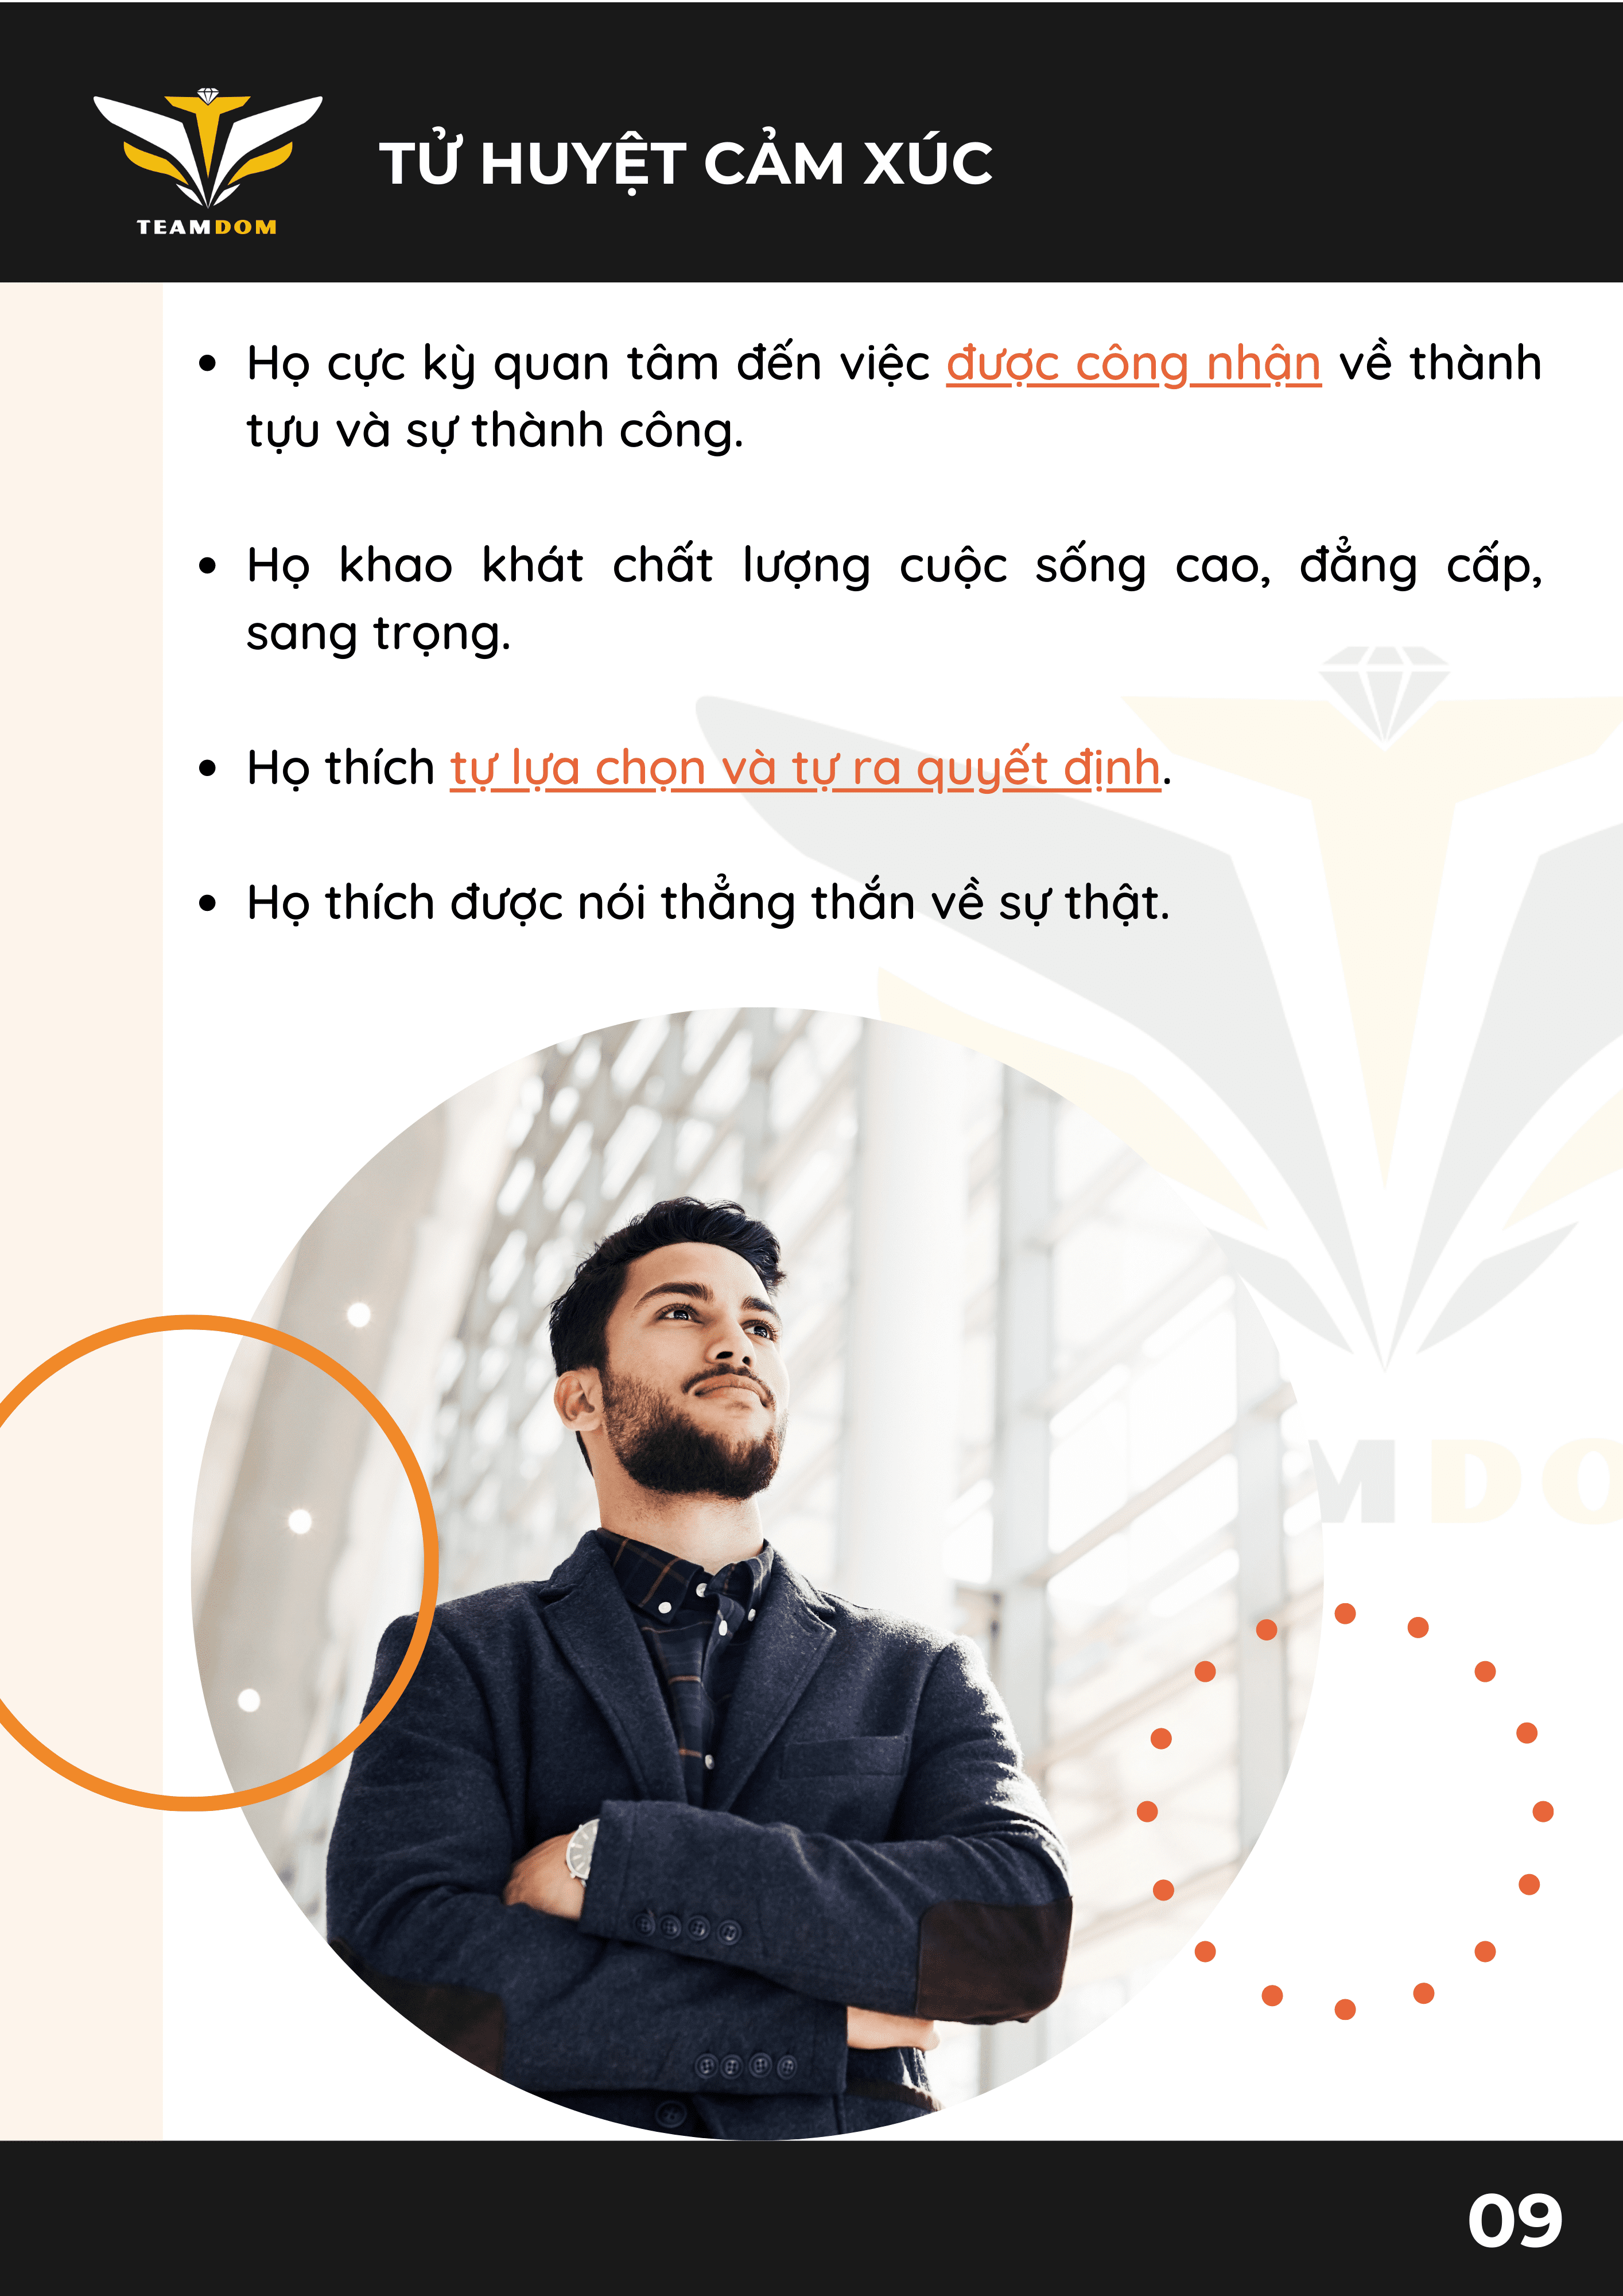 TEAMDOM
TỬ HUYỆT CẢM XÚC
• Họ cực kỳ quan tâm đến việc được công nhận về thành
tựu và sự thành công.
• Họ khao khát chất lượng cuộc sống cao, đẳng cấp,
sang trọng.
• Họ thích tự lựa chọn và tự ra quyết định.
• Họ thích được nói thẳng thắn về sự thật.
M DO
09